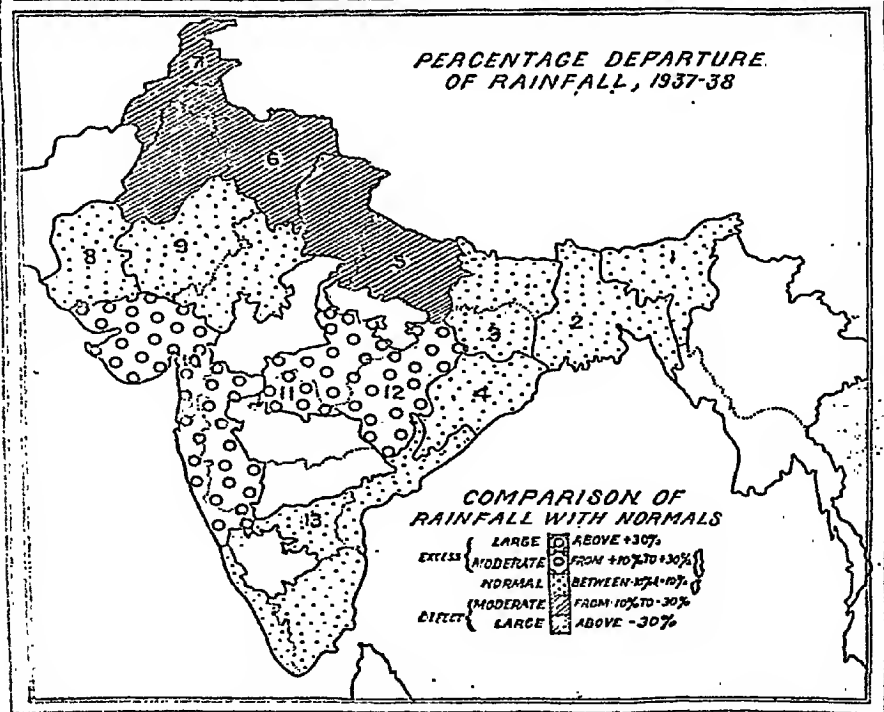 PERCENTAGE DEPARTURE
OF RAINFALL, 1937-38
7
6
5
8
9
1
2
3
4
11
12
13
COMPARISON OF
RAINFALL WITH NORMALS
EXCESS { LARGE ABOVE +30%
MODERATE FROM +10% TO +30%
NORMAL BETWEEN
MODERATE FROM -10% TO -30%
LARGE ABOVE -30%